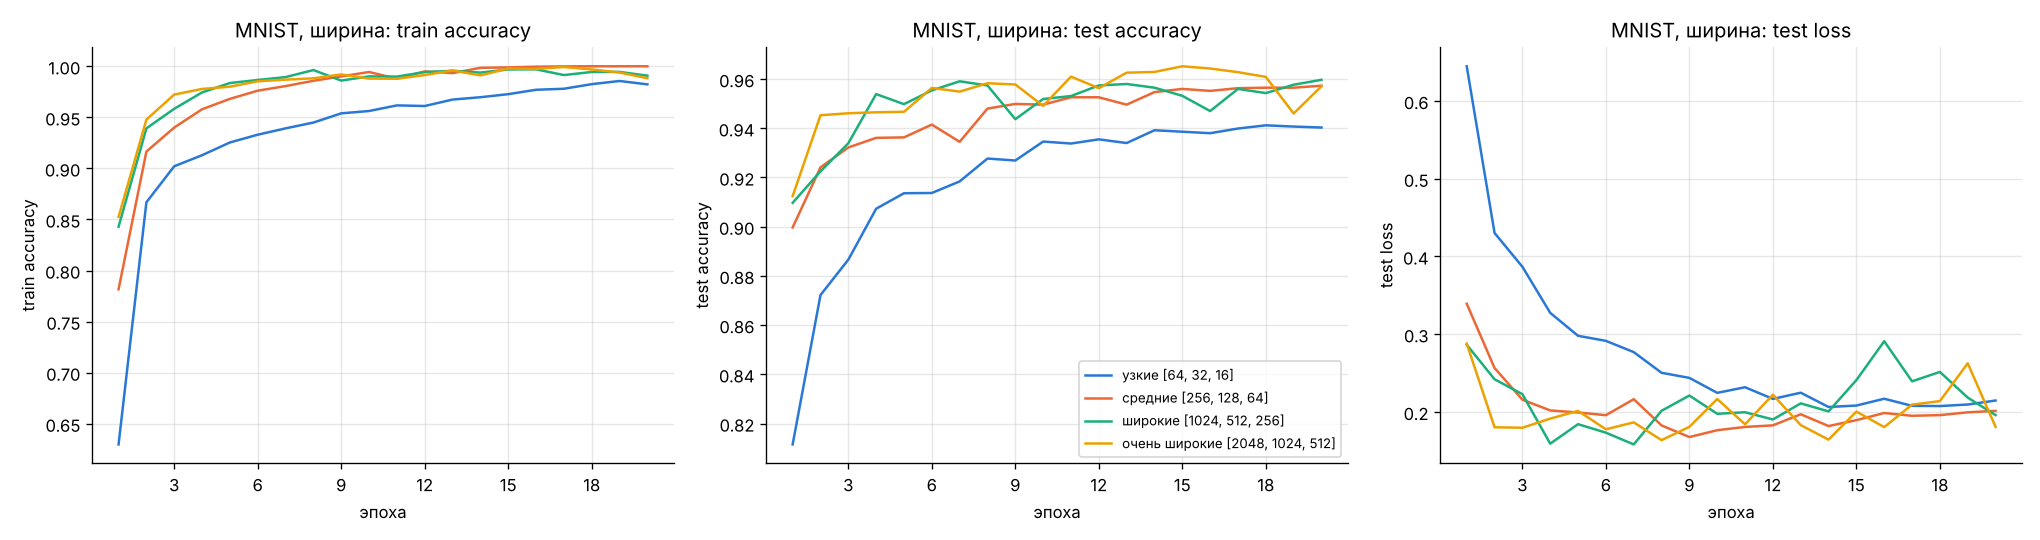 MNIST, ширина: train accuracy
train accuracy
1.00
0.95
0.90
0.85
0.80
0.75
0.70
0.65
3 6 9 12 15 18
эпоха
MNIST, ширина: test accuracy
test accuracy
0.96
0.94
0.92
0.90
0.88
0.86
0.84
0.82
узкие [64, 32, 16]
средние [256, 128, 64]
широкие [1024, 512, 256]
очень широкие [2048, 1024, 512]
3 6 9 12 15 18
эпоха
MNIST, ширина: test loss
test loss
0.6
0.5
0.4
0.3
0.2
3 6 9 12 15 18
эпоха